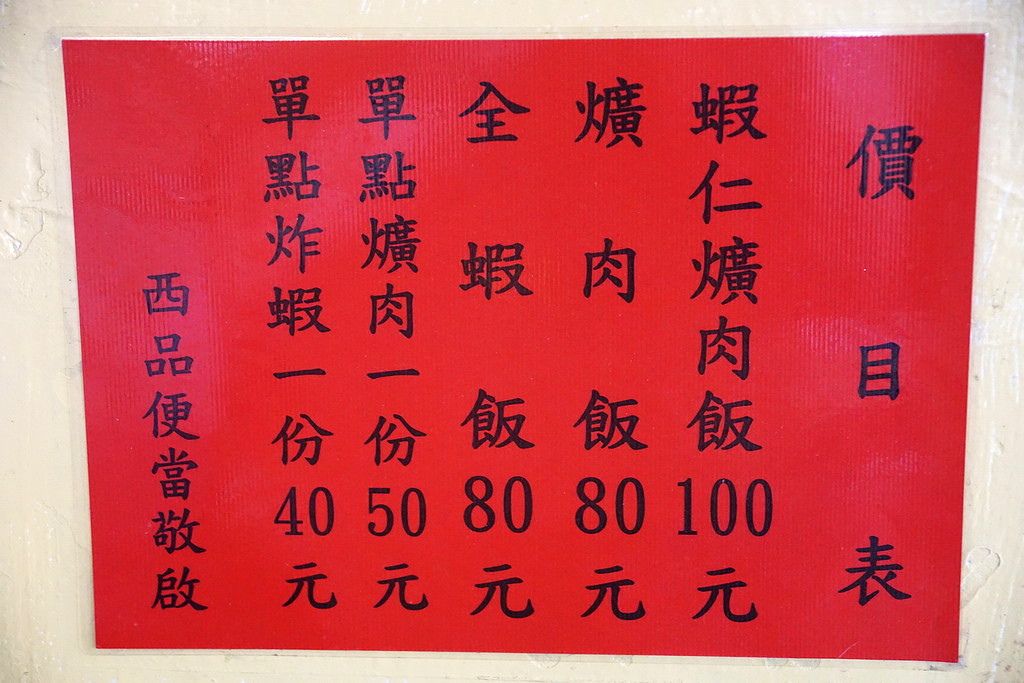 價目表
蝦仁爌肉飯100元
爌肉飯80元
全蝦飯80元
單點爌肉一份50元
單點炸蝦一份40元
西品便當敬啟